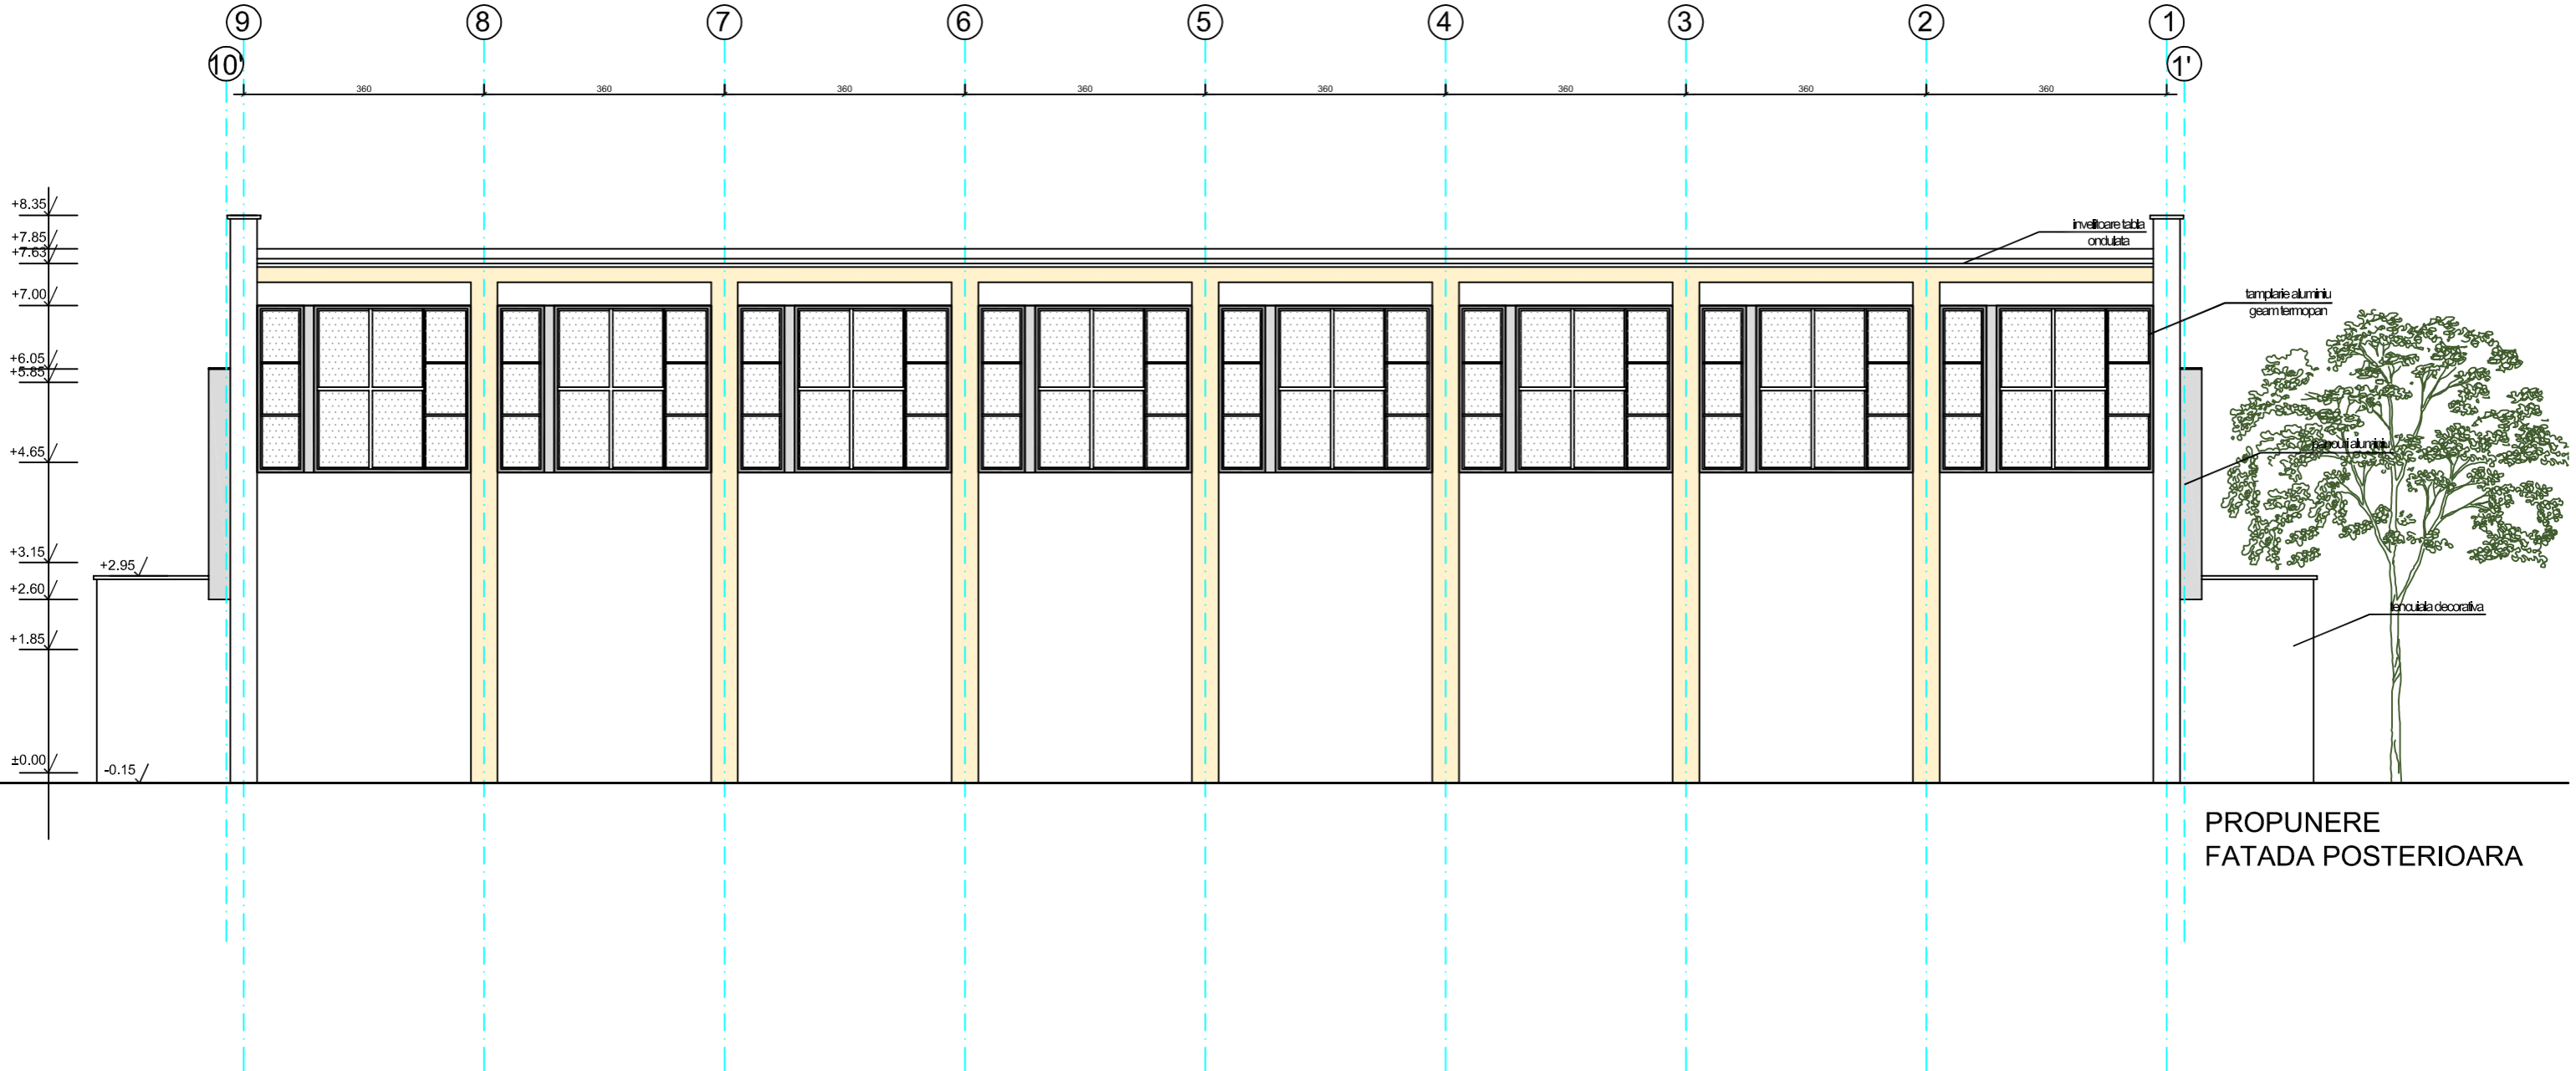 9 8 7 6 5 4 3 2 1
10' 1'
360 360 360 360 360 360 360 360
+8.35
invelitoare tabla
+7.85
ondulata
+7.63
+7.00
tamplarie aluminiu
geam termopan
+6.05
+5.85
panouri aluminiu
+4.65
+3.15
+2.95
+2.60
tencuiala decorativa
+1.85
±0.00
-0.15
PROPUNERE
FATADA POSTERIOARA